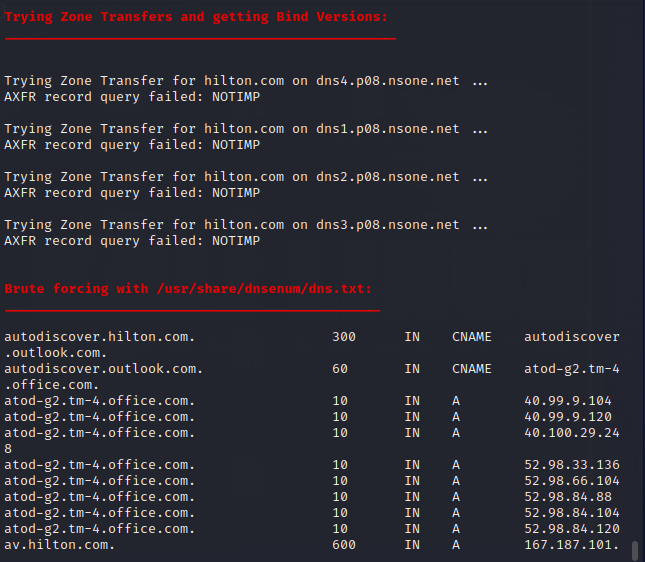 Trying Zone Transfers and getting Bind Versions:
Trying Zone Transfer for hilton.com on dns4.p08.nsone.net ...
AXFR record query failed: NOTIMP
Trying Zone Transfer for hilton.com on dns1.p08.nsone.net ...
AXFR record query failed: NOTIMP
Trying Zone Transfer for hilton.com on dns2.p08.nsone.net ...
AXFR record query failed: NOTIMP
Trying Zone Transfer for hilton.com on dns3.p08.nsone.net ...
AXFR record query failed: NOTIMP
Brute forcing with /usr/share/dnsenum/dns.txt:
autodiscover.hilton.com. 300 IN CNAME autodiscover
.outlook.com.
autodiscover.outlook.com. 60 IN CNAME atod-g2.tm-4
.office.com.
atod-g2.tm-4.office.com. 10 IN A 40.99.9.104
atod-g2.tm-4.office.com. 10 IN A 40.99.9.120
atod-g2.tm-4.office.com. 10 IN A 40.100.29.24
8
atod-g2.tm-4.office.com. 10 IN A 52.98.33.136
atod-g2.tm-4.office.com. 10 IN A 52.98.66.104
atod-g2.tm-4.office.com. 10 IN A 52.98.84.88
atod-g2.tm-4.office.com. 10 IN A 52.98.84.104
atod-g2.tm-4.office.com. 10 IN A 52.98.84.120
av.hilton.com. 600 IN A 167.187.101.